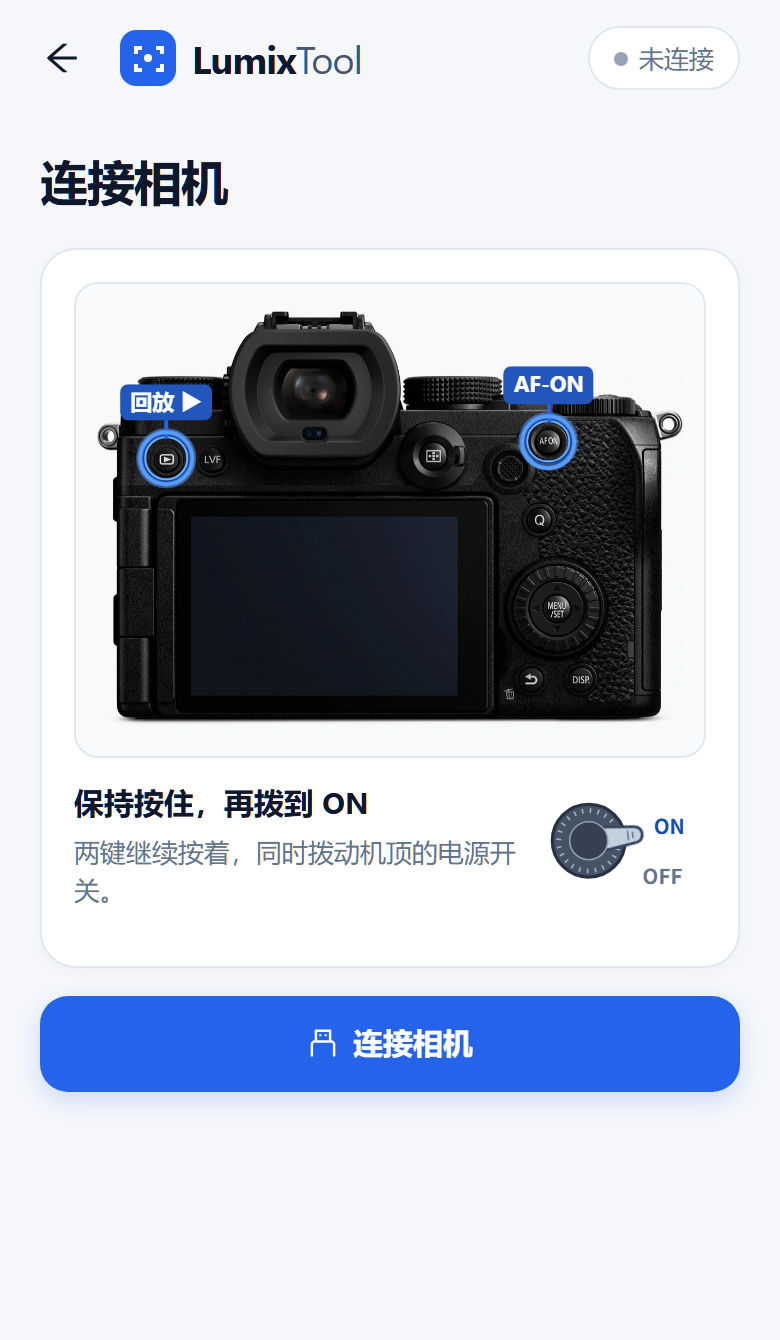 LumixTool
未连接
连接相机
回放 ▶
AF-ON
AF ON
LVF
Q
MENU
/SET
DISP.
保持按住，再拨到 ON
两键继续按着，同时拨动机顶的电源开
关。
ON
OFF
连接相机